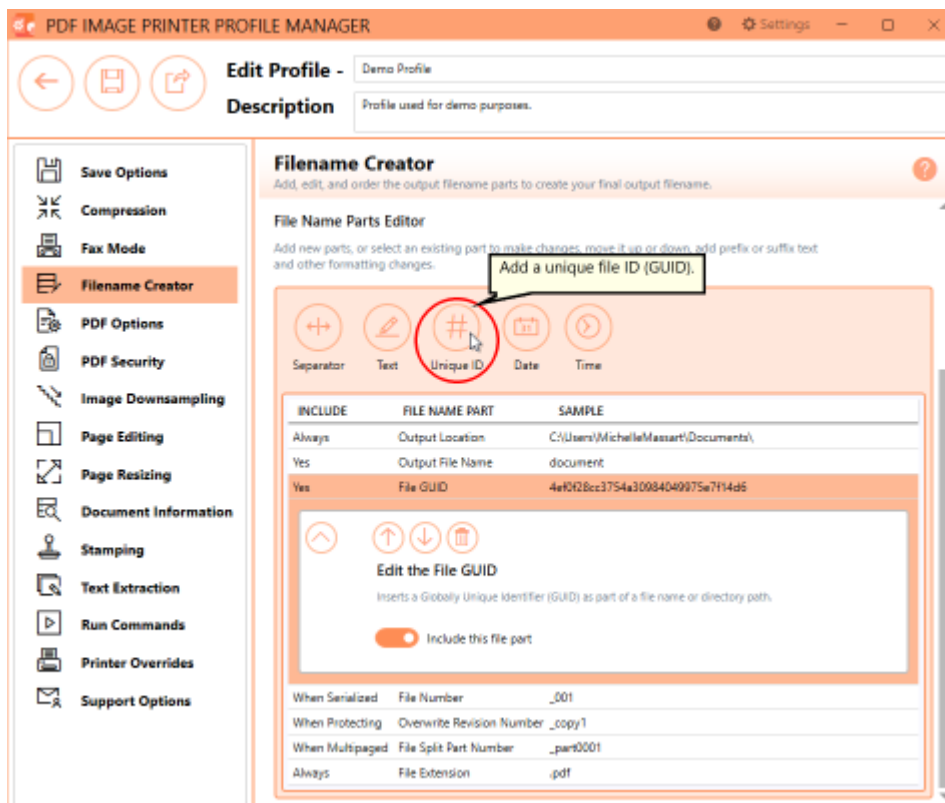 PDF IMAGE PRINTER PROFILE MANAGER
Settings
Edit Profile - Demo Profile
Description Profile used for demo purposes.
Save Options
Compression
Fax Mode
Filename Creator
PDF Options
PDF Security
Image Downsampling
Page Editing
Page Resizing
Document Information
Stamping
Text Extraction
Run Commands
Printer Overrides
Support Options
Filename Creator
Add, edit, and order the output filename parts to create your final output filename.
File Name Parts Editor
Add new parts, or select an existing part to make changes, move it up or down, add prefix or suffix text
and other formatting changes.
Add a unique file ID (GUID).
Separator Text Unique ID Date Time
INCLUDE FILE NAME PART SAMPLE
Always Output Location C:\Users\MichelleMassart\Documents\
Yes Output File Name document
Yes File GUID 4ef0f28cc3754a30984049975e7f14d6
Edit the File GUID
Inserts a Globally Unique Identifier (GUID) as part of a file name or directory path.
Include this file part
When Serialized File Number _001
When Protecting Overwrite Revision Number _copy1
When Multipaged File Split Part Number _part0001
Always File Extension .pdf